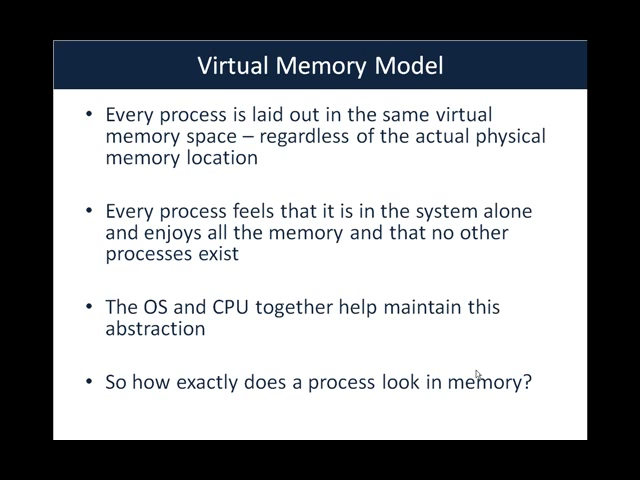 Virtual Memory Model
• Every process is laid out in the same virtual
memory space – regardless of the actual physical
memory location
• Every process feels that it is in the system alone
and enjoys all the memory and that no other
processes exist
• The OS and CPU together help maintain this
abstraction
• So how exactly does a process look in memory?